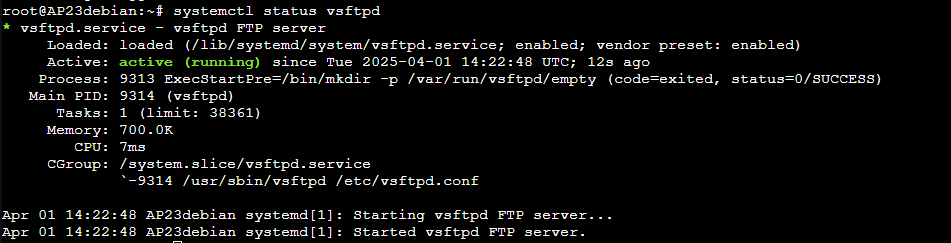 root@AP23debian:~# systemctl status vsftpd
* vsftpd.service - vsftpd FTP server
Loaded: loaded (/lib/systemd/system/vsftpd.service; enabled; vendor preset: enabled)
Active: active (running) since Tue 2025-04-01 14:22:48 UTC; 12s ago
Process: 9313 ExecStartPre=/bin/mkdir -p /var/run/vsftpd/empty (code=exited, status=0/SUCCESS)
Main PID: 9314 (vsftpd)
Tasks: 1 (limit: 38361)
Memory: 700.0K
CPU: 7ms
CGroup: /system.slice/vsftpd.service
`-9314 /usr/sbin/vsftpd /etc/vsftpd.conf
Apr 01 14:22:48 AP23debian systemd[1]: Starting vsftpd FTP server...
Apr 01 14:22:48 AP23debian systemd[1]: Started vsftpd FTP server.